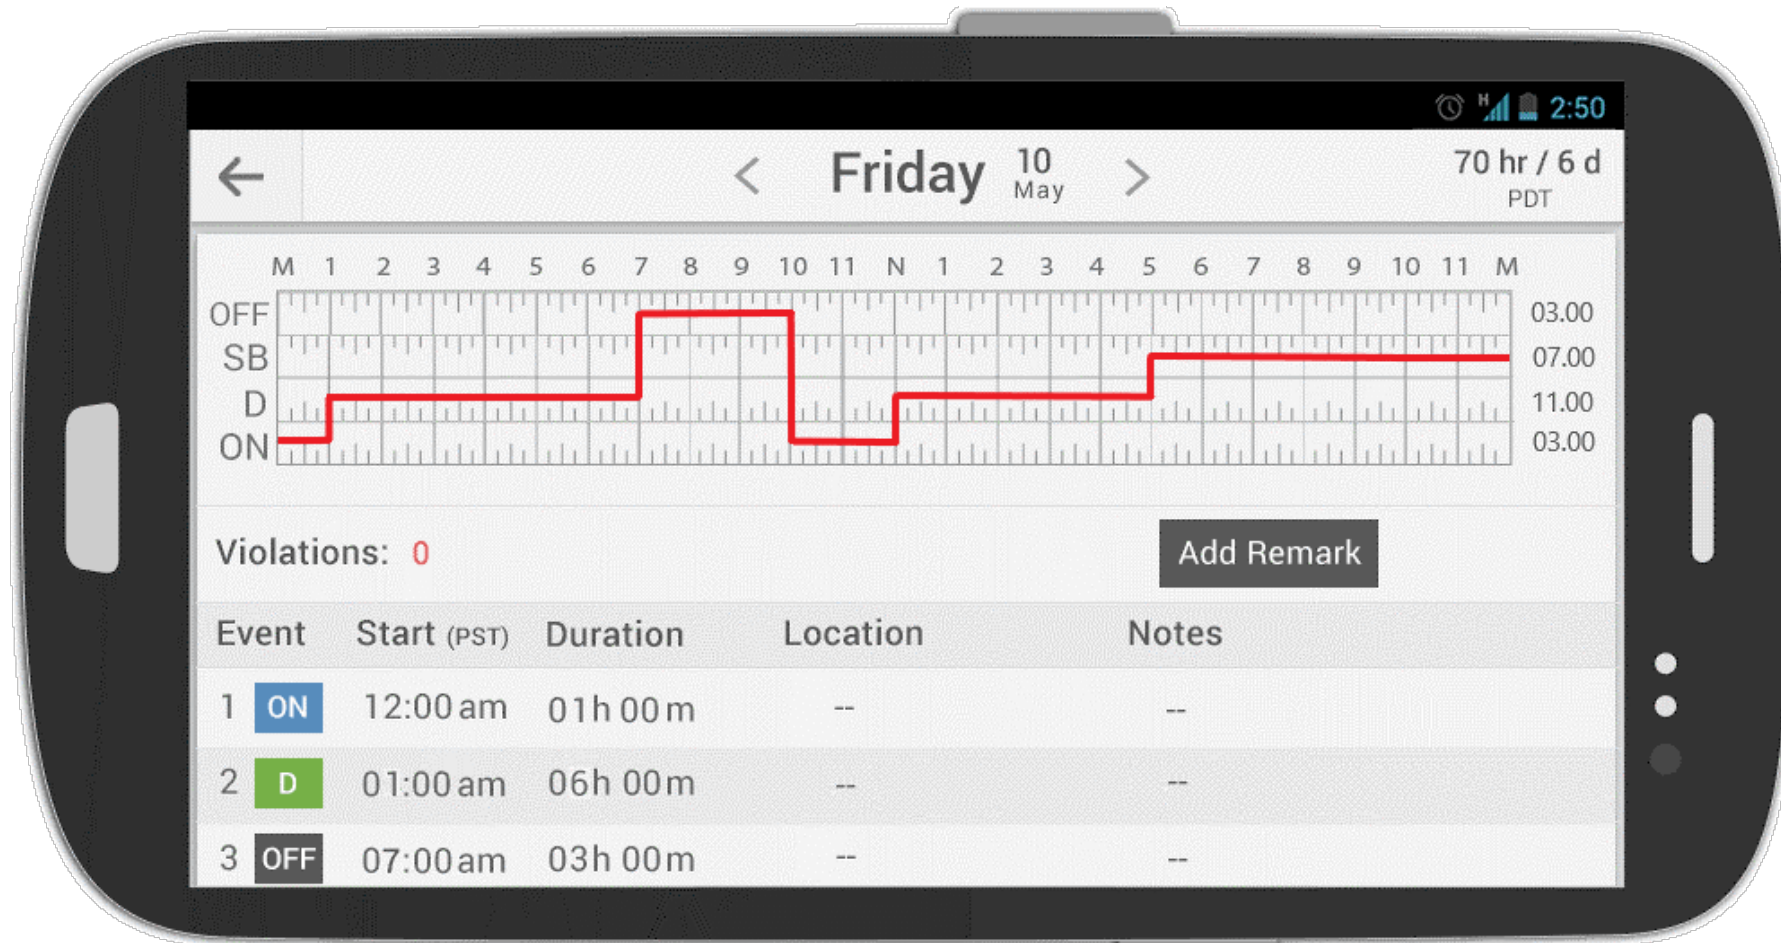 2:50
Friday 10 May 70 hr / 6 d
PDT
M 1 2 3 4 5 6 7 8 9 10 11 N 1 2 3 4 5 6 7 8 9 10 11 M
OFF 03.00
SB 07.00
D 11.00
ON 03.00
Violations: 0 Add Remark
Event Start (PST) Duration Location Notes
1 ON 12:00 am 01h 00 m -- --
2 D 01:00 am 06h 00m -- --
3 OFF 07:00 am 03h 00m -- --